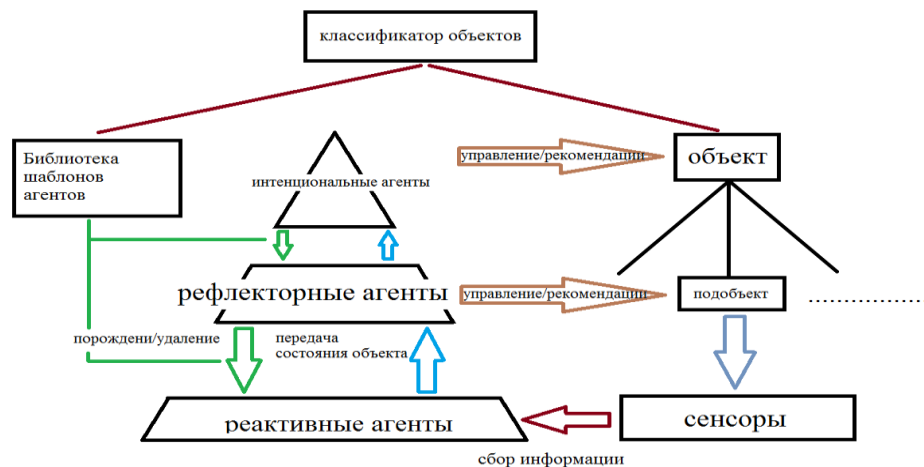 классификатор объектов
Библиотека
шаблонов
агентов
интенциональные агенты
управление/рекомендации
объект
рефлекторные агенты
управление/рекомендации
подобъект
.................
порождени/удаление
передача
состояния объекта
реактивные агенты
сенсоры
сбор информации